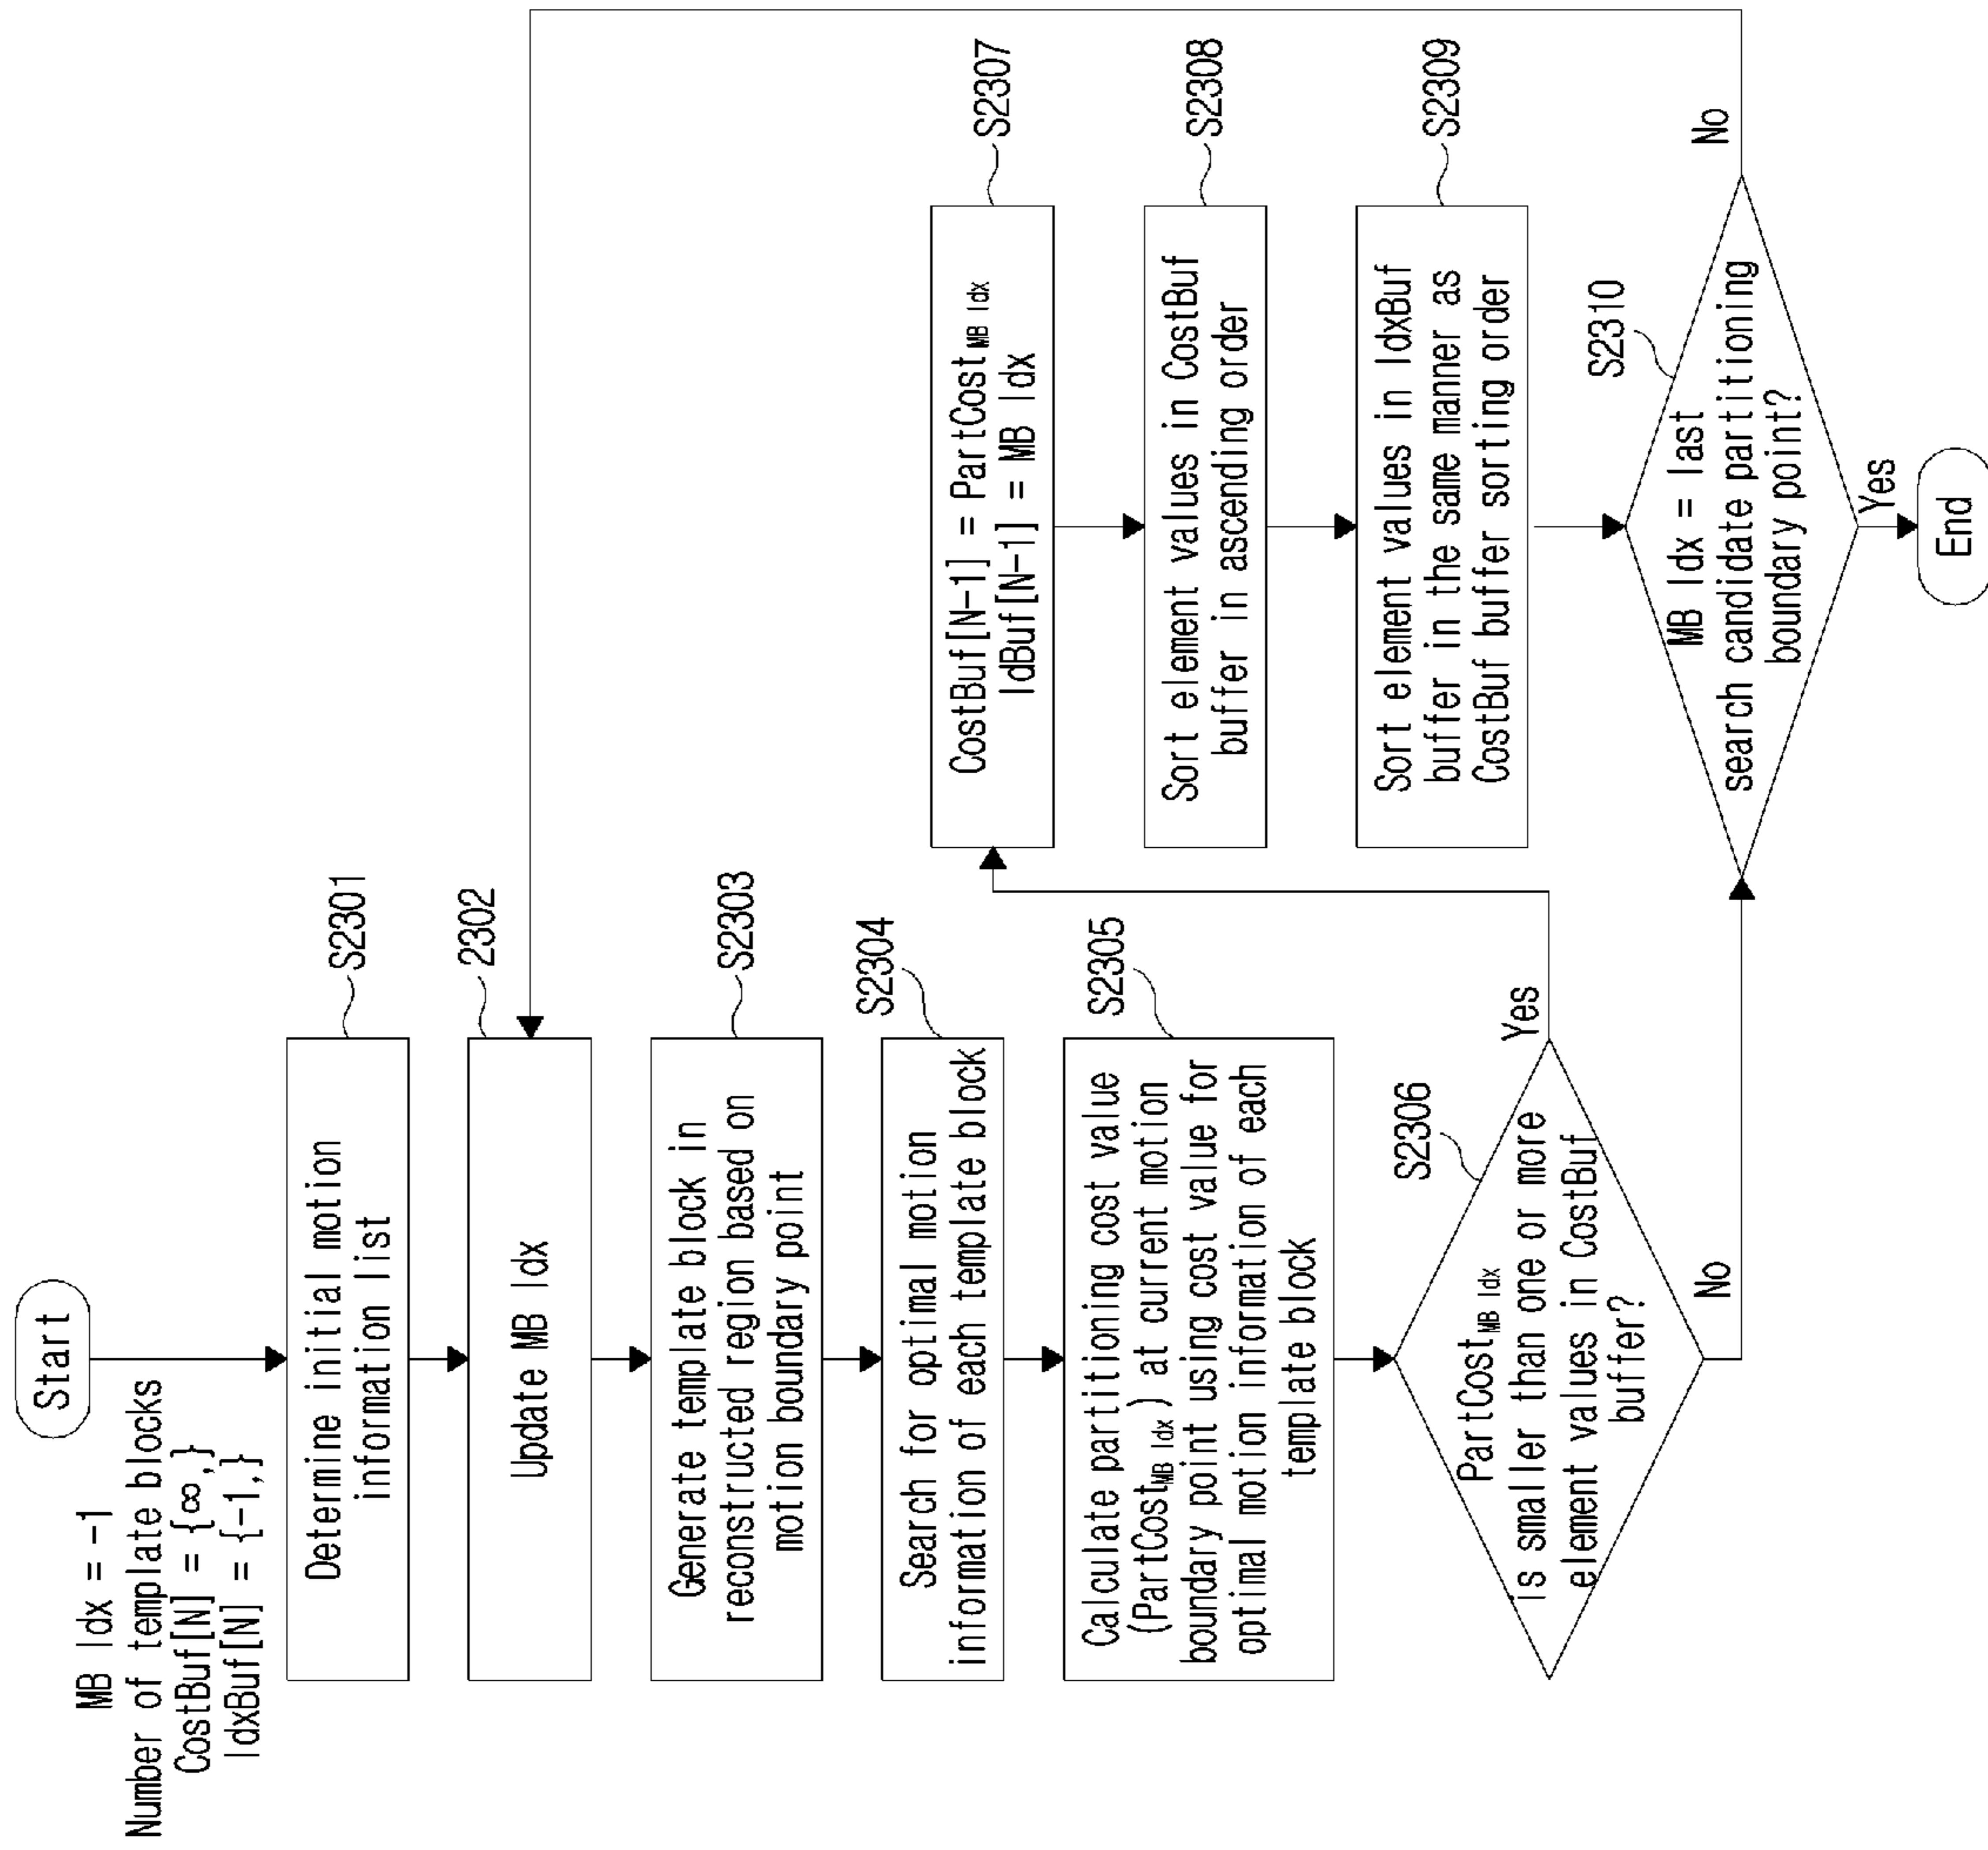 Start
MB Idx = -1
Number of template blocks
CostBuf[N] = {∞,}
IdxBuf[N] = {-1,}
Determine initial motion
information list
S2301
Update MB Idx
2302
Generate template block in
reconstructed region based on
motion boundary point
S2303
Search for optimal motion
information of each template block
S2304
Calculate partitioning cost value
(PartCost MB Idx) at current motion
boundary point using cost value for
optimal motion information of each
template block
S2305
PartCost MB Idx
is smaller than one or more
element values in CostBuf
buffer?
S2306
Yes
No
CostBuf[N-1] = PartCost MB Idx
IdBuf[N-1] = MB Idx
S2307
Sort element values in CostBuf
buffer in ascending order
S2308
Sort element values in IdxBuf
buffer in the same manner as
CostBuf buffer sorting order
S2309
MB Idx = last
search candidate partitioning
boundary point?
S2310
No
Yes
End